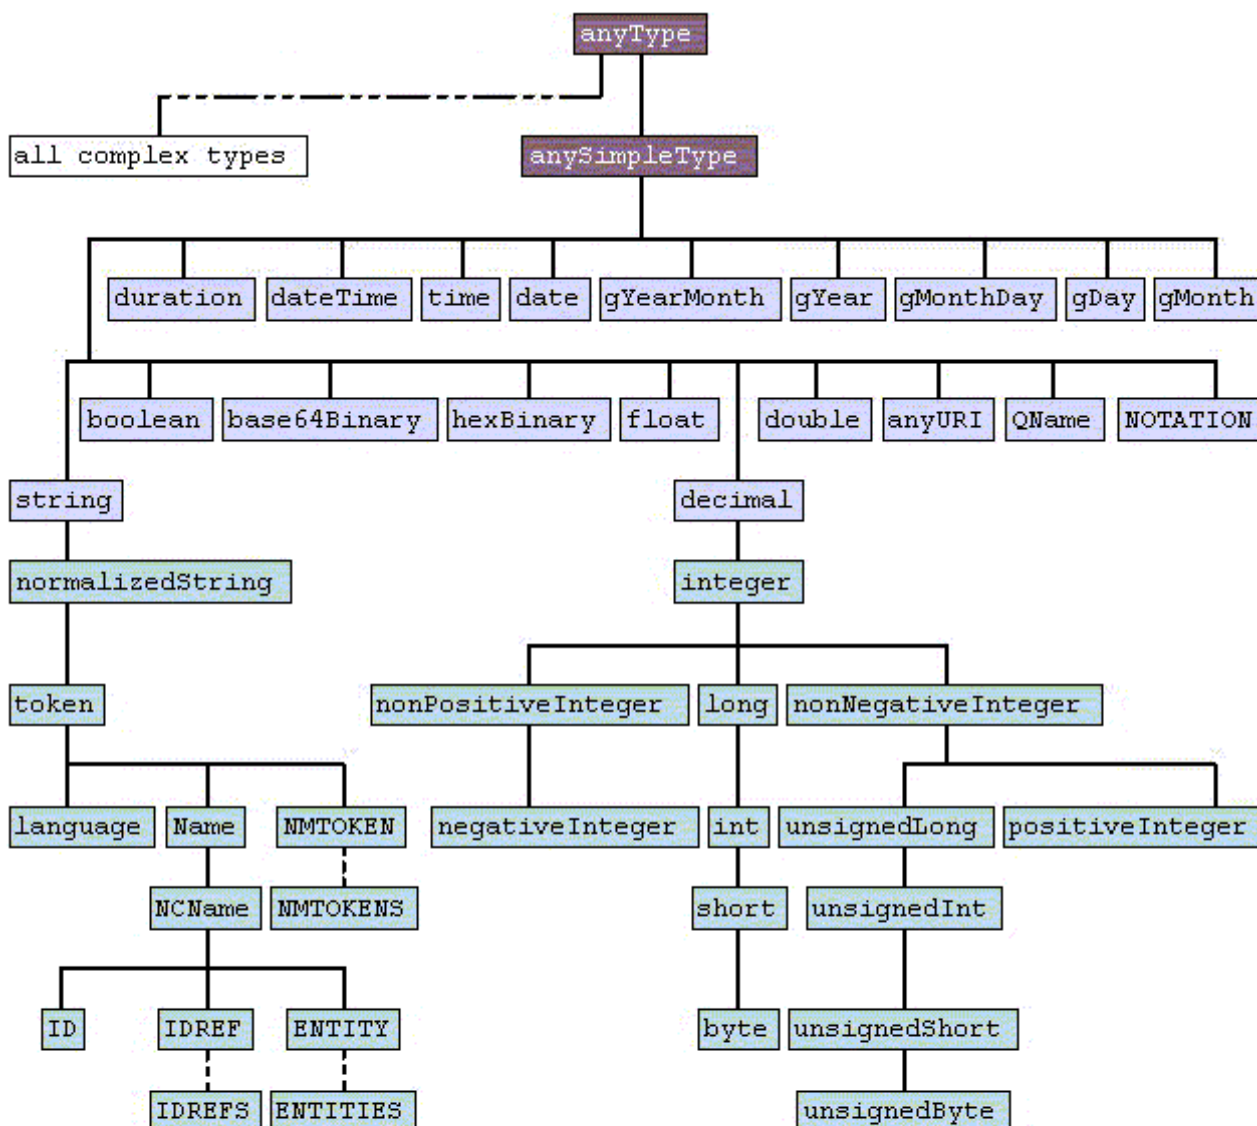 anyType
all complex types anySimpleType
duration dateTime time date gYearMonth gYear gMonthDay gDay gMonth
boolean base64Binary hexBinary float double anyURI QName NOTATION
string decimal
normalizedString integer
token nonPositiveInteger long nonNegativeInteger
language Name NMTOKEN negativeInteger int unsignedLong positiveInteger
NCName NMTOKENS short unsignedInt
ID IDREF ENTITY byte unsignedShort
IDREFS ENTITIES unsignedByte